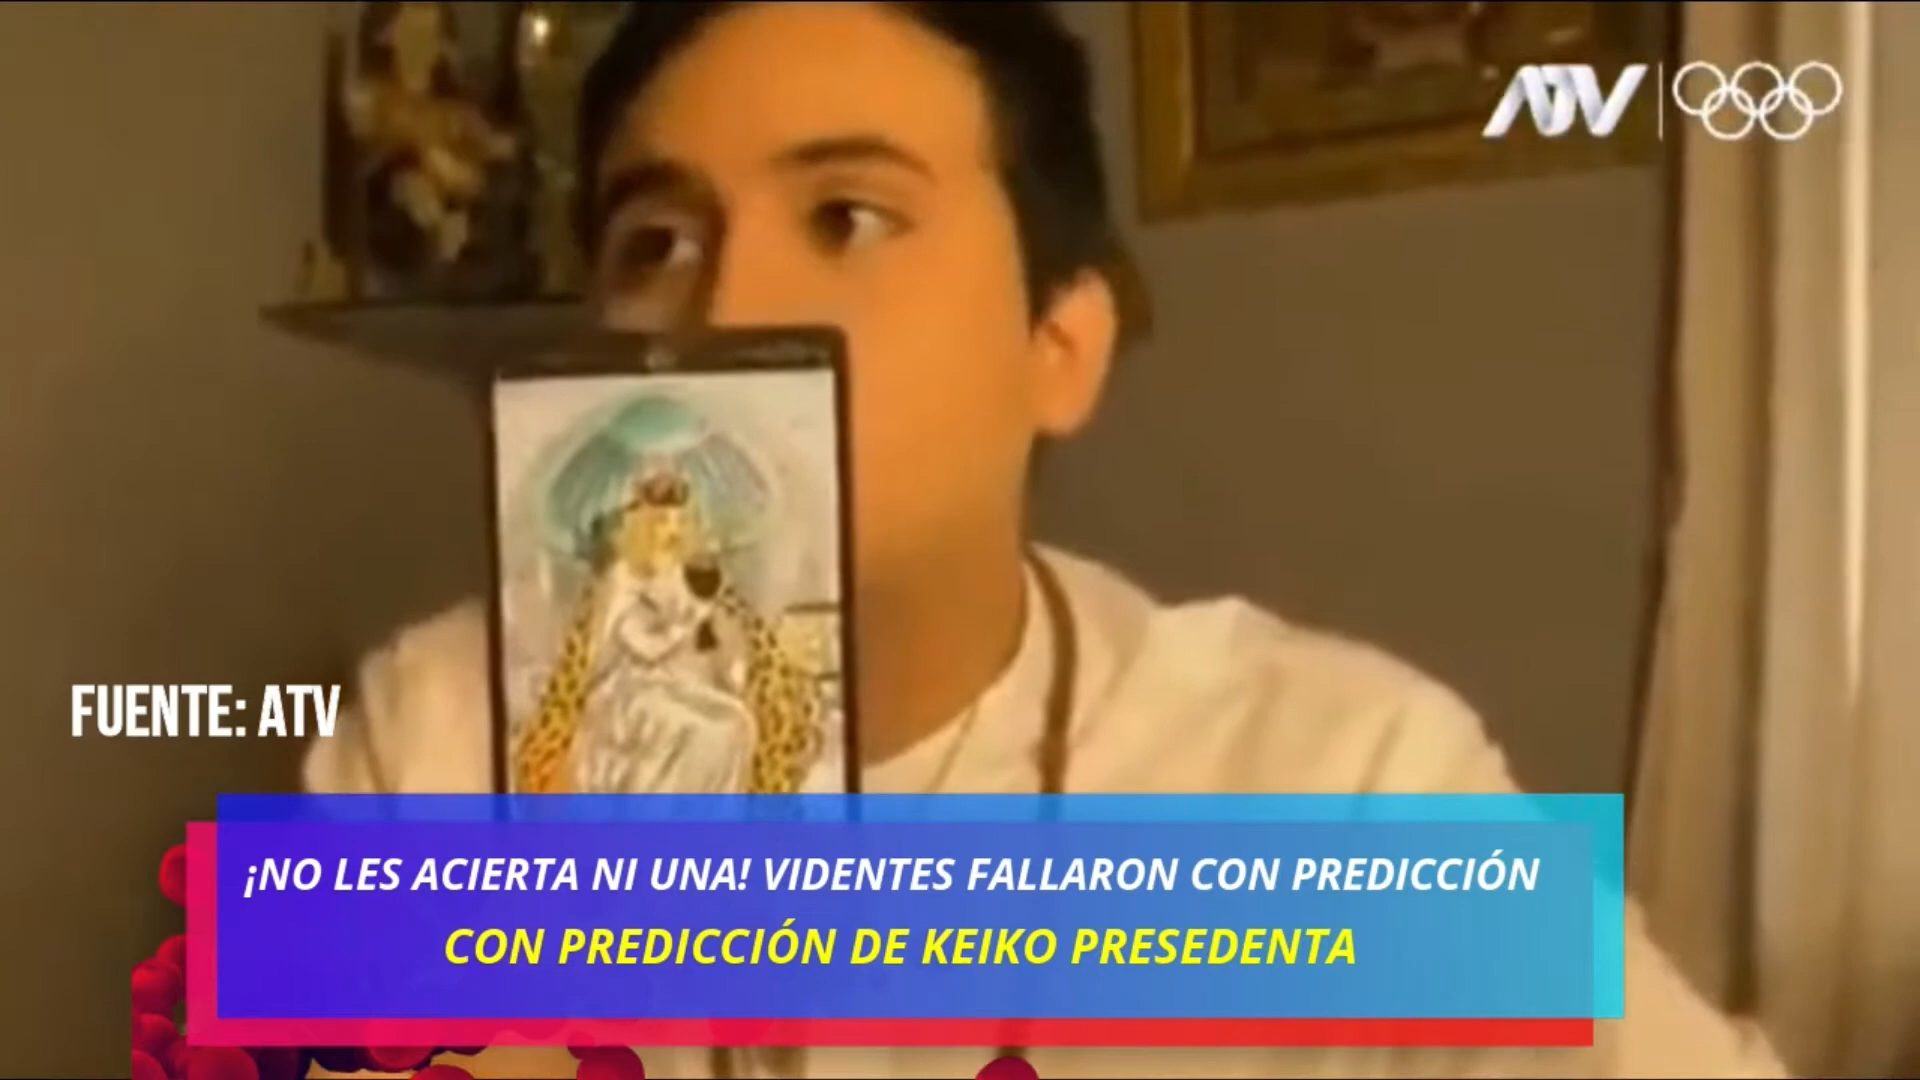 ATV
FUENTE: ATV
¡NO LES ACIERTA NI UNA! VIDENTES FALLARON CON PREDICCIÓN
CON PREDICCIÓN DE KEIKO PRESEDENTA